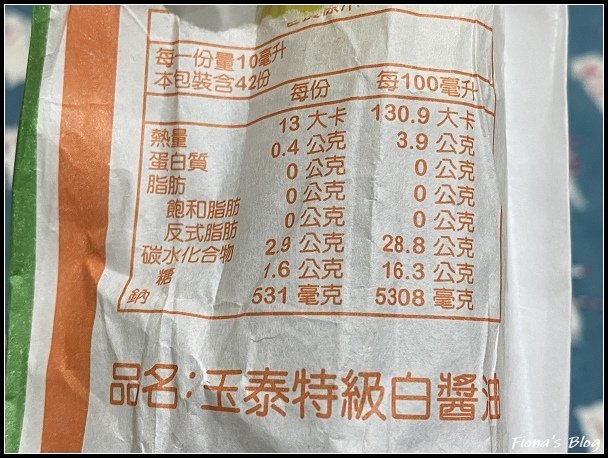 每一份量10毫升
本包裝含42份
每份 每100毫升
熱量 13 大卡 130.9 大卡
蛋白質 0.4 公克 3.9 公克
脂肪 0 公克 0 公克
飽和脂肪 0 公克 0 公克
反式脂肪 0 公克 0 公克
碳水化合物 2.9 公克 28.8 公克
糖 1.6 公克 16.3 公克
鈉 531 毫克 5308 毫克
品名：玉泰特級白醬油
Fiona's Blog